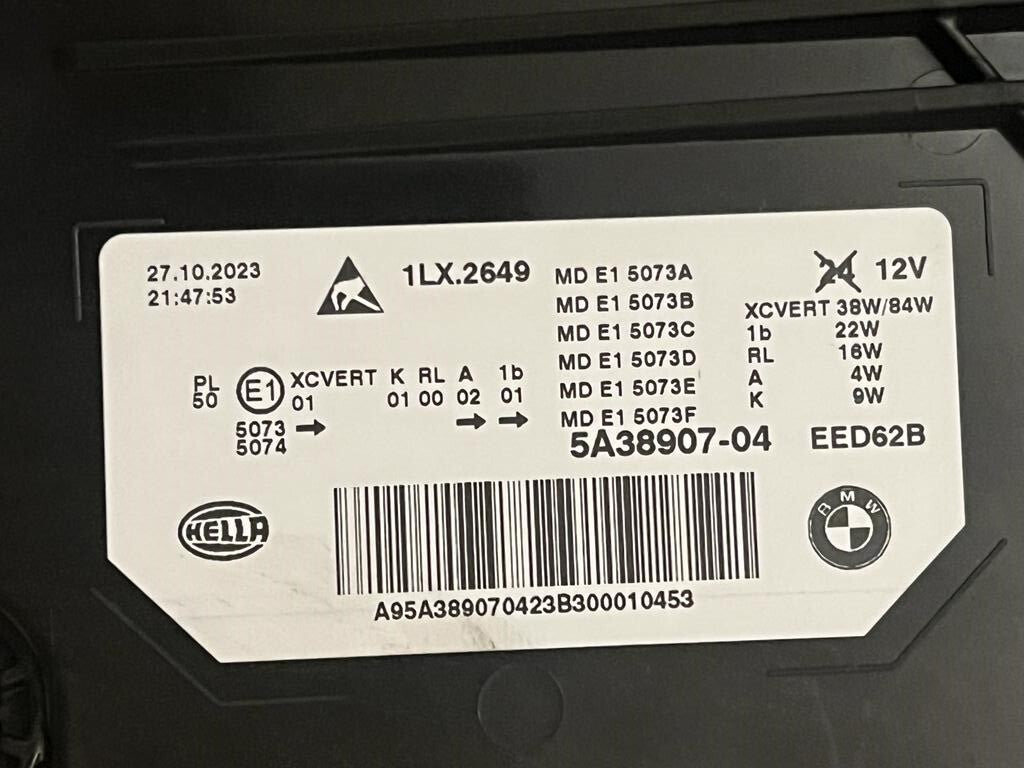 27.10.2023
21:47:53
1LX.2649
MD E1 5073A
MD E1 5073B
MD E1 5073C
MD E1 5073D
MD E1 5073E
MD E1 5073F
24 12V
XCVERT 38W/84W
1b 22W
RL 16W
A 4W
K 9W
PL
50
E1
XCVERT K RL A 1b
01 01 00 02 01
5073 →
5074
→ →
5A38907-04
EED62B
HELLA
BMW
A95A389070423B300010453